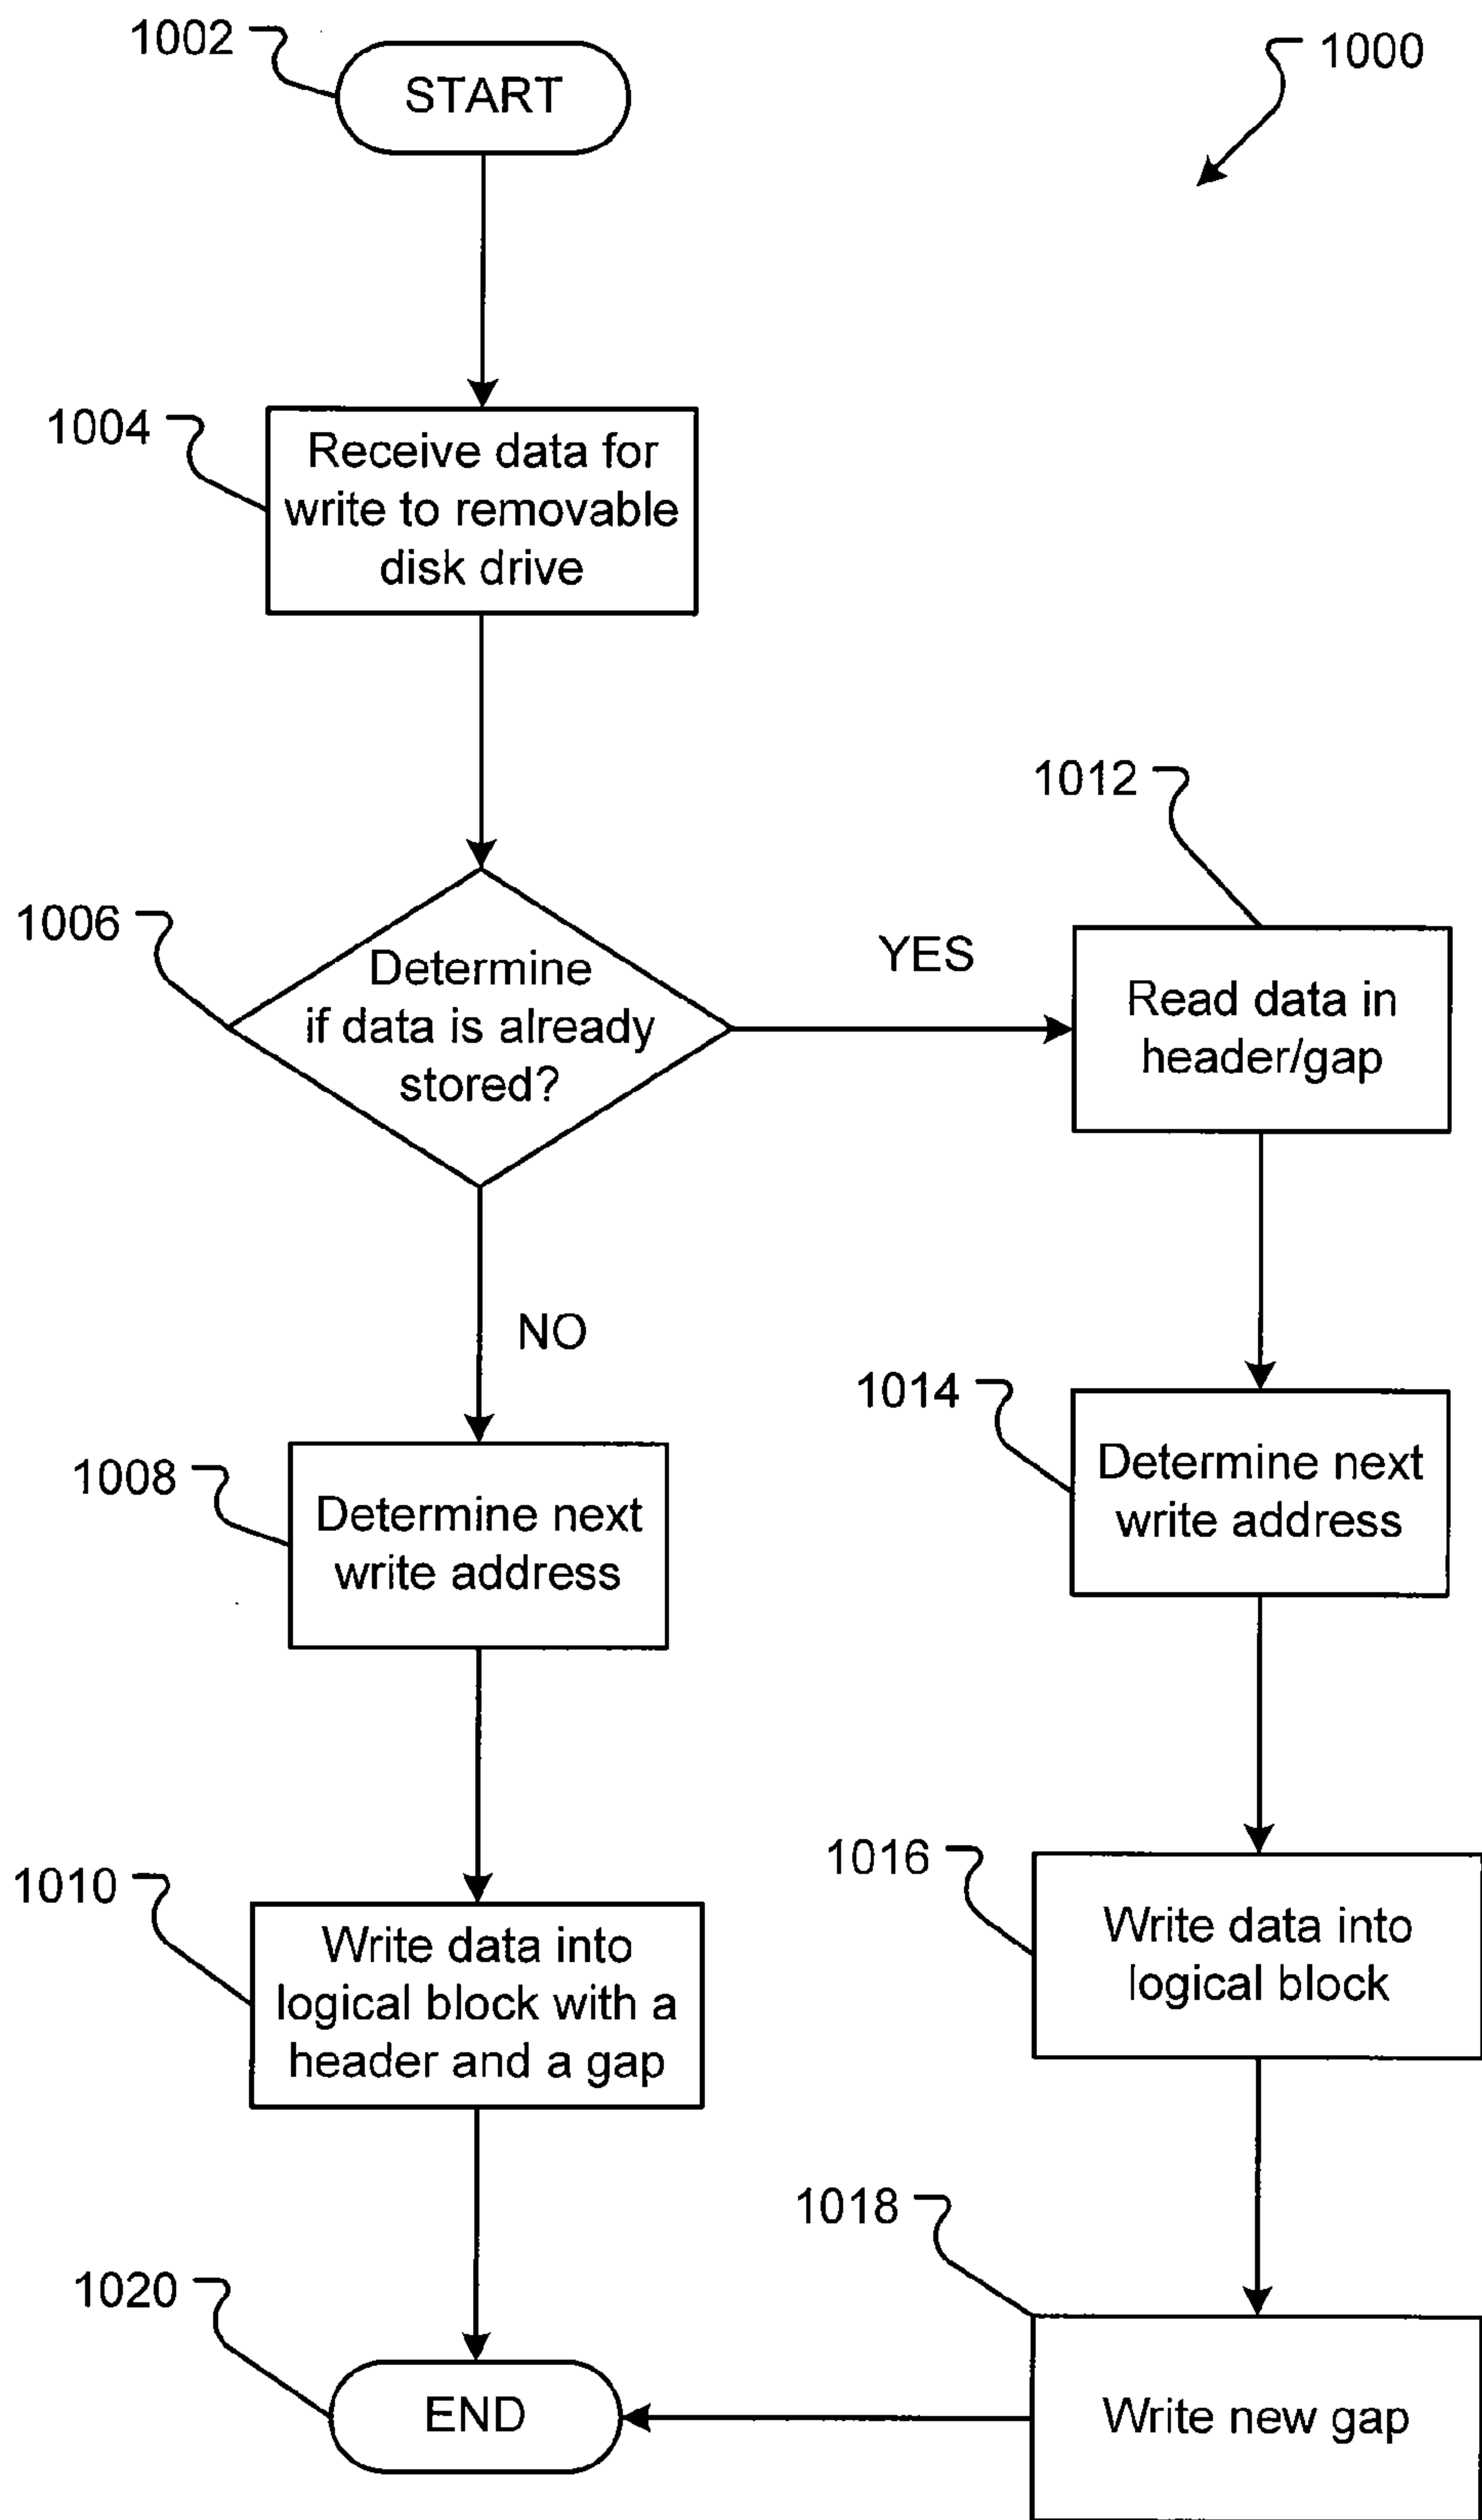 1002
START
1000
1004
Receive data for
write to removable
disk drive
1012
1006
Determine
if data is already
stored?
YES
Read data in
header/gap
NO
1014
Determine next
write address
1008
Determine next
write address
1016
Write data into
logical block
1010
Write data into
logical block with a
header and a gap
1018
Write new gap
1020
END